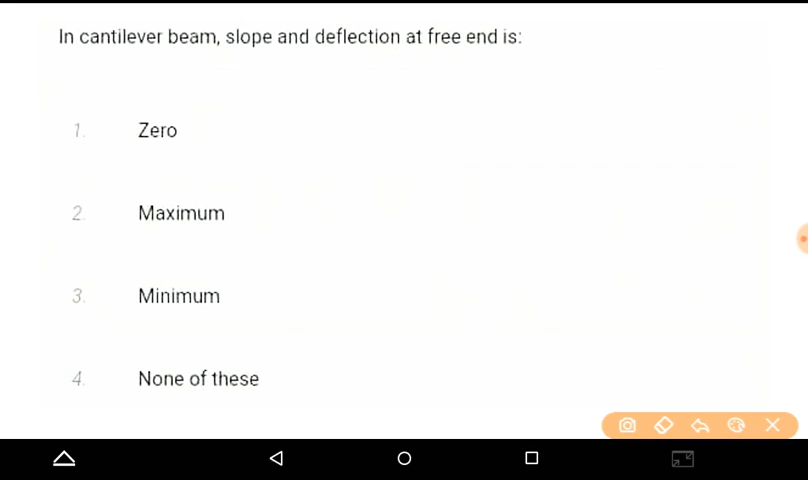 In cantilever beam, slope and deflection at free end is:
1. Zero
2. Maximum
3. Minimum
4. None of these